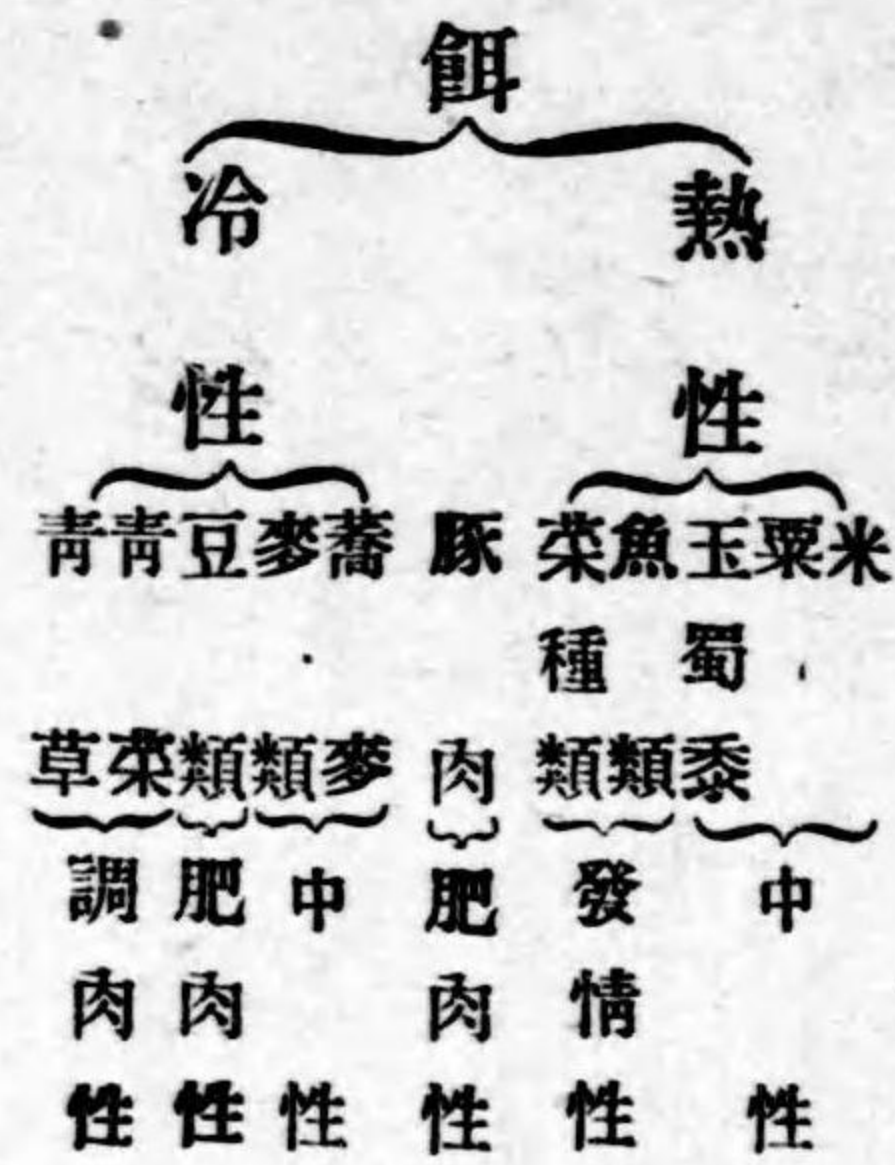 餌
熱性
米
粟
玉蜀黍
中性
魚類
菜種類
發情性
豚肉
肥肉性
冷性
蕎麥
麥類
中性
豆類
肥肉性
青菜
青草
調肉性